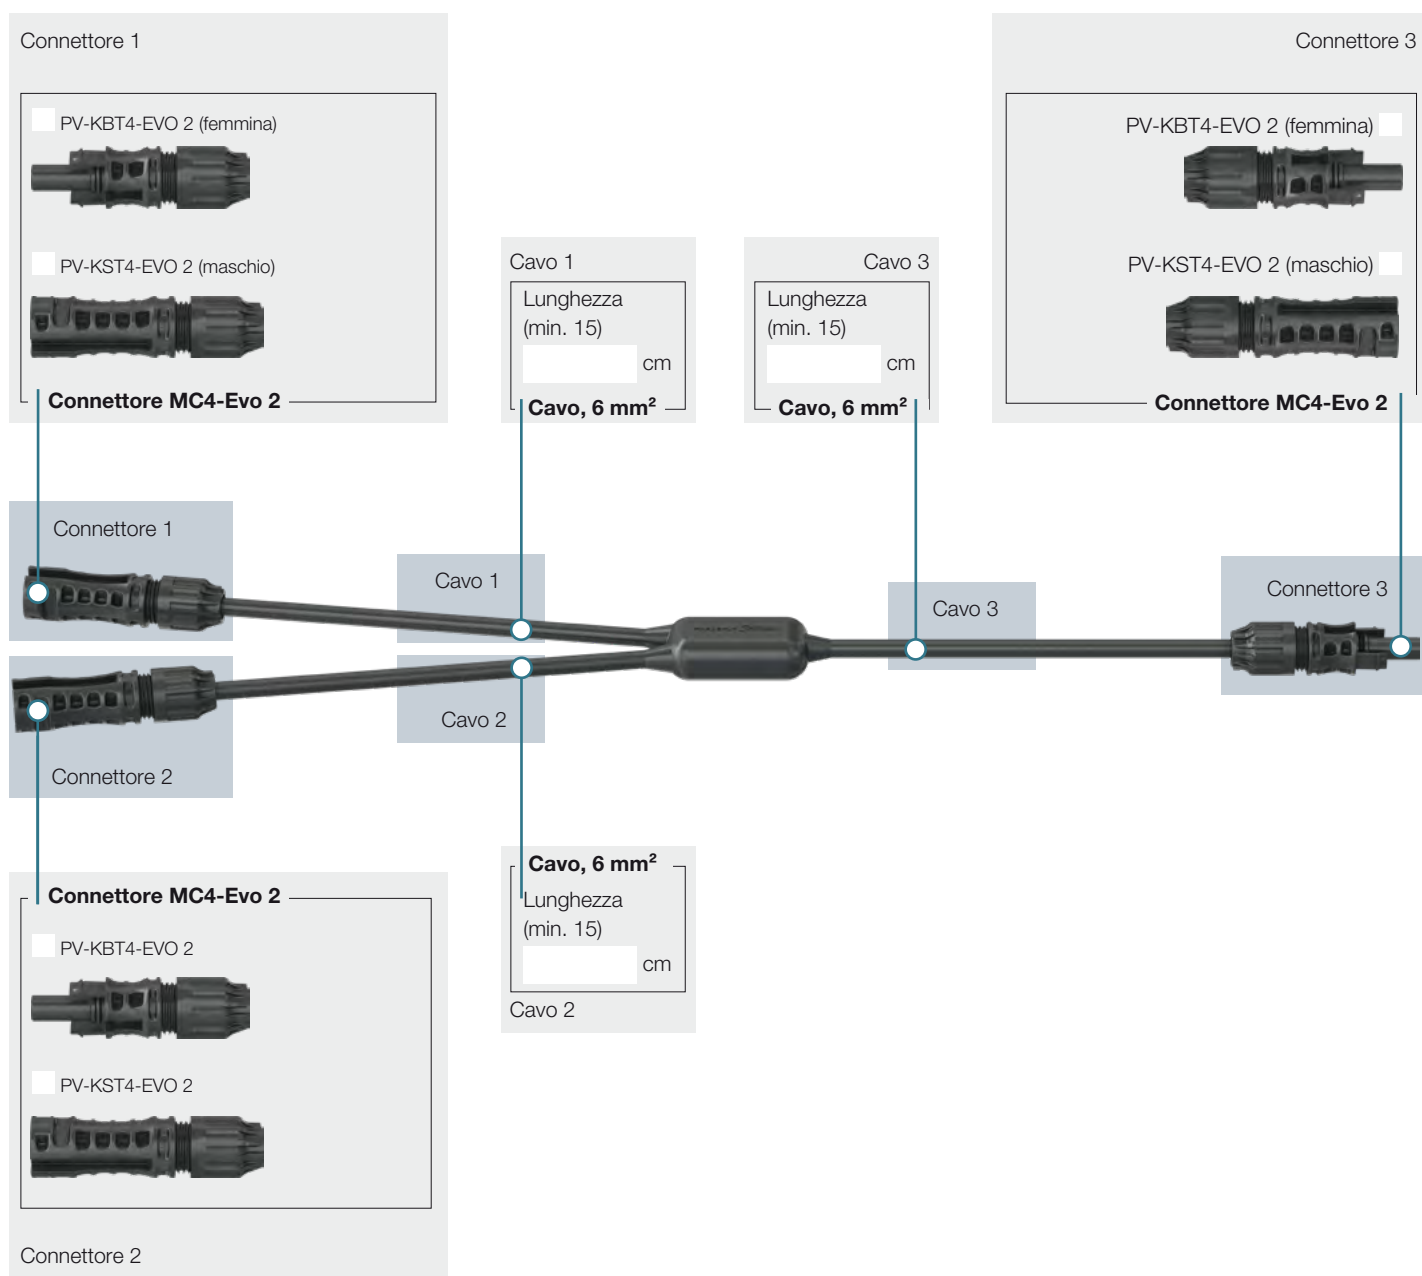 Connettore 1
Connettore 3
PV-KBT4-EVO 2 (femmina)
PV-KBT4-EVO 2 (femmina)
PV-KST4-EVO 2 (maschio)
PV-KST4-EVO 2 (maschio)
Connettore MC4-Evo 2
Connettore MC4-Evo 2
Cavo 1
Lunghezza
(min. 15)
cm
Cavo, 6 mm²
Cavo 3
Lunghezza
(min. 15)
cm
Cavo, 6 mm²
Connettore 1
Cavo 1
Cavo 3
Connettore 3
Cavo 2
Connettore 2
Cavo, 6 mm²
Lunghezza
(min. 15)
cm
Cavo 2
Connettore MC4-Evo 2
PV-KBT4-EVO 2
PV-KST4-EVO 2
Connettore 2